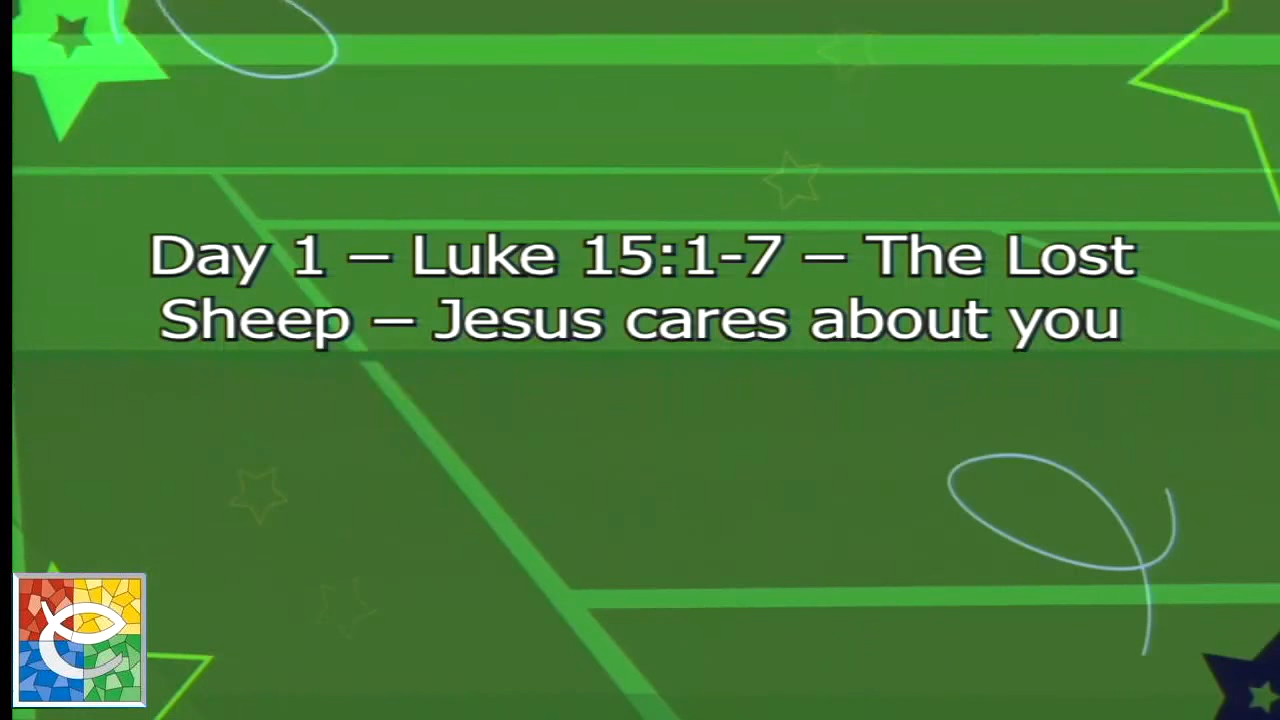 Day 1 – Luke 15:1-7 – The Lost
Sheep – Jesus cares about you